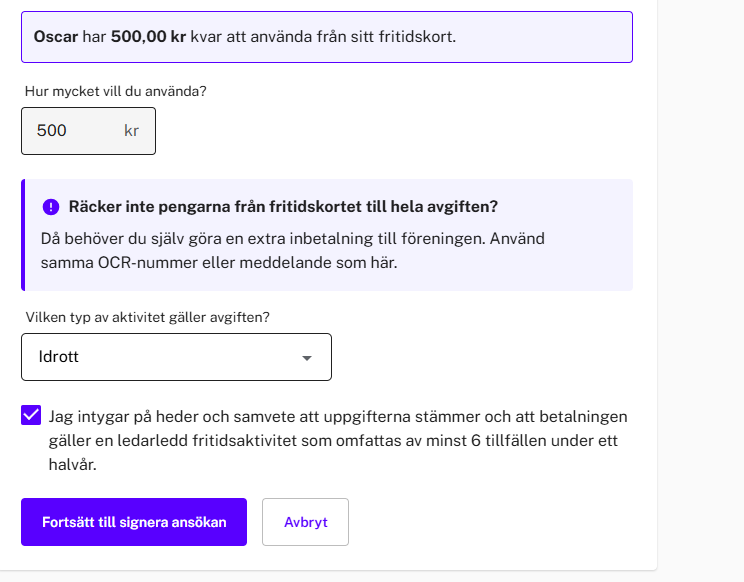 Oscar har 500,00 kr kvar att använda från sitt fritidskort.
Hur mycket vill du använda?
500 kr
Räcker inte pengarna från fritidskortet till hela avgiften?
Då behöver du själv göra en extra inbetalning till föreningen. Använd
samma OCR-nummer eller meddelande som här.
Vilken typ av aktivitet gäller avgiften?
Idrott
Jag intygar på heder och samvete att uppgifterna stämmer och att betalningen
gäller en ledarledd fritidsaktivitet som omfattas av minst 6 tillfällen under ett
halvår.
Fortsätt till signera ansökan Avbryt